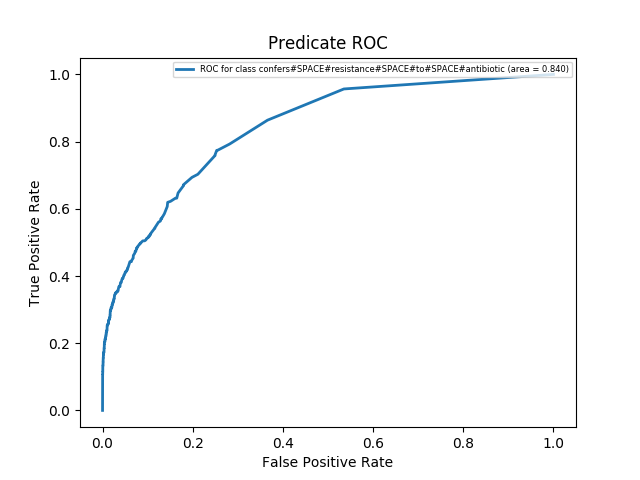 Predicate ROC
ROC for class confers#SPACE#resistance#SPACE#to#SPACE#antibiotic (area = 0.840)
True Positive Rate
1.0
0.8
0.6
0.4
0.2
0.0
0.0 0.2 0.4 0.6 0.8 1.0
False Positive Rate